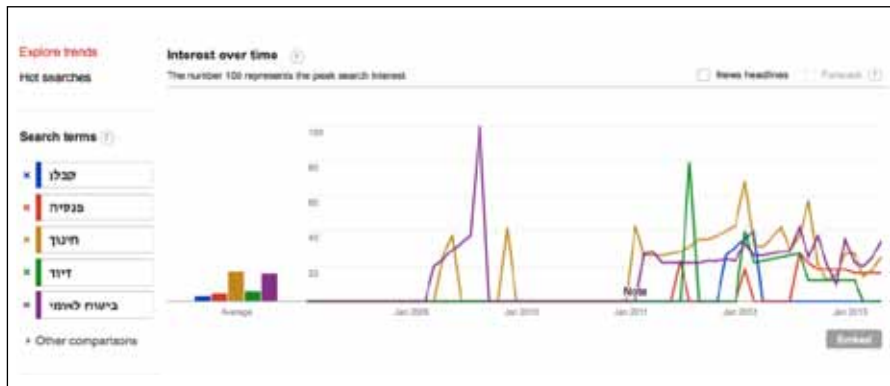 Explore trends
Hot searches
Search terms ?
קבלן
פנסיה
חינוך
דיור
ביטוח לאומי
Other comparisons
Interest over time ?
The number 100 represents the peak search interest
News headlines
Forecast ?
100
80
60
40
20
Note
Average
Jan 2009
Jan 2010
Jan 2011
Jan 2012
Jan 2013
Embed